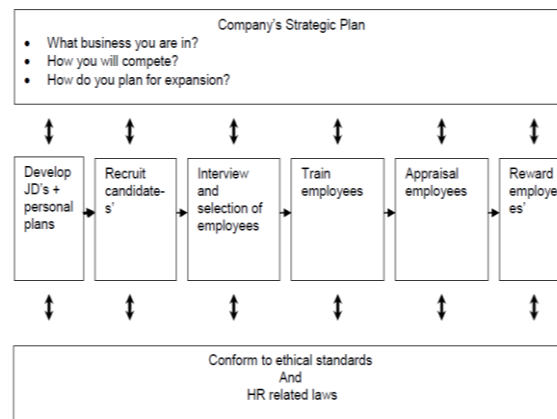 Company's Strategic Plan
• What business you are in?
• How you will compete?
• How do you plan for expansion?
Develop
JD's +
personal
plans
Recruit
candidate-
s'
Interview
and
selection of
employees
Train
employees
Appraisal
employees
Reward
employe
es'
Conform to ethical standards
And
HR related laws